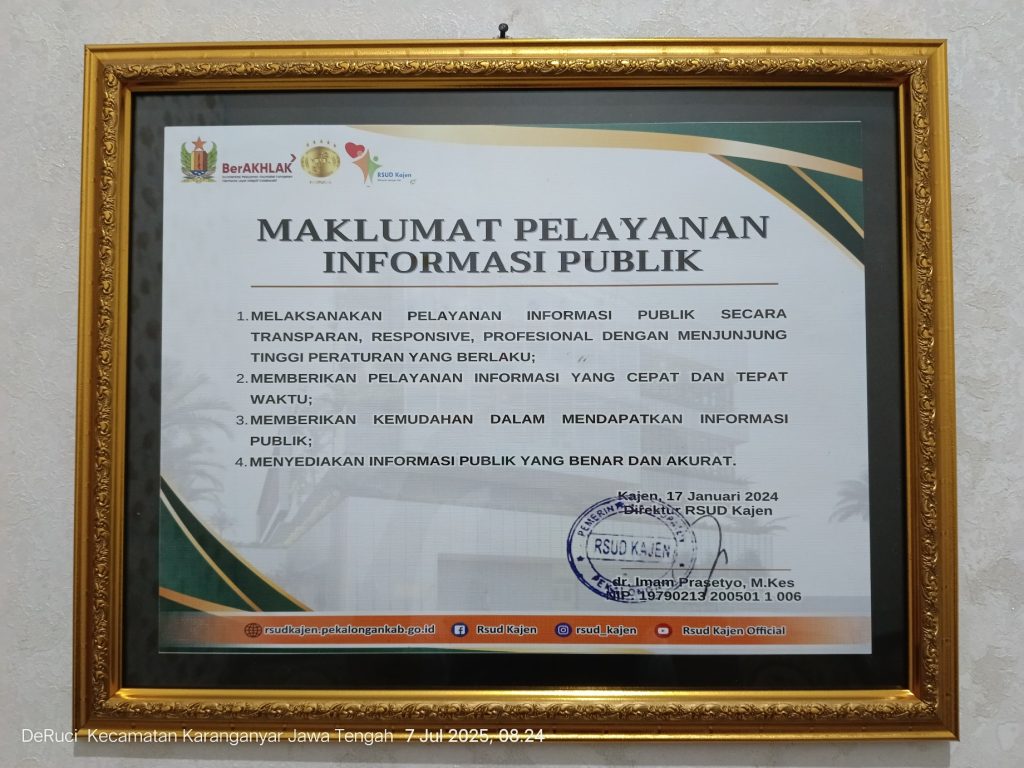 BerAKHLAK
RSUD Kajen
MAKLUMAT PELAYANAN
INFORMASI PUBLIK
1. MELAKSANAKAN PELAYANAN INFORMASI PUBLIK SECARA
TRANSPARAN, RESPONSIVE, PROFESIONAL DENGAN MENJUNJUNG
TINGGI PERATURAN YANG BERLAKU;
2. MEMBERIKAN PELAYANAN INFORMASI YANG CEPAT DAN TEPAT
WAKTU;
3. MEMBERIKAN KEMUDAHAN DALAM MENDAPATKAN INFORMASI
PUBLIK;
4. MENYEDIAKAN INFORMASI PUBLIK YANG BENAR DAN AKURAT.
Kajen, 17 Januari 2024
Direktur RSUD Kajen
RSUD KAJEN
dr. Imam Prasetyo, M.Kes
NIP. 19790213 200501 1 006
rsudkajen.pekalongankab.go.id Rsud Kajen rsud_kajen Rsud Kajen Official
DeRuci Kecamatan Karanganyar Jawa Tengah 7 Jul 2025, 08.24